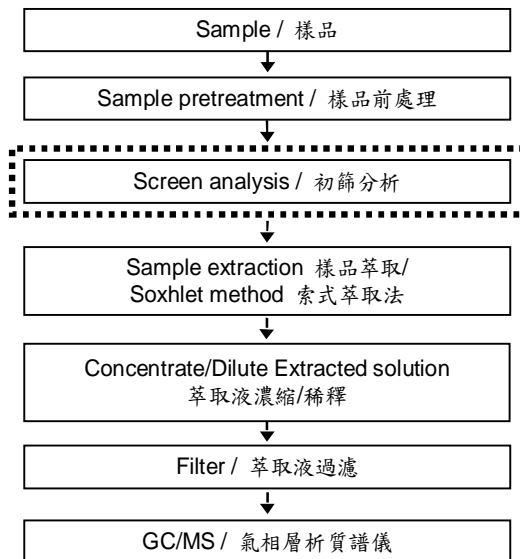 Sample / 樣品
Sample pretreatment / 樣品前處理
Screen analysis / 初篩分析
Sample extraction 樣品萃取/
Soxhlet method 索式萃取法
Concentrate/Dilute Extracted solution
萃取液濃縮/稀釋
Filter / 萃取液過濾
GC/MS / 氣相層析質譜儀